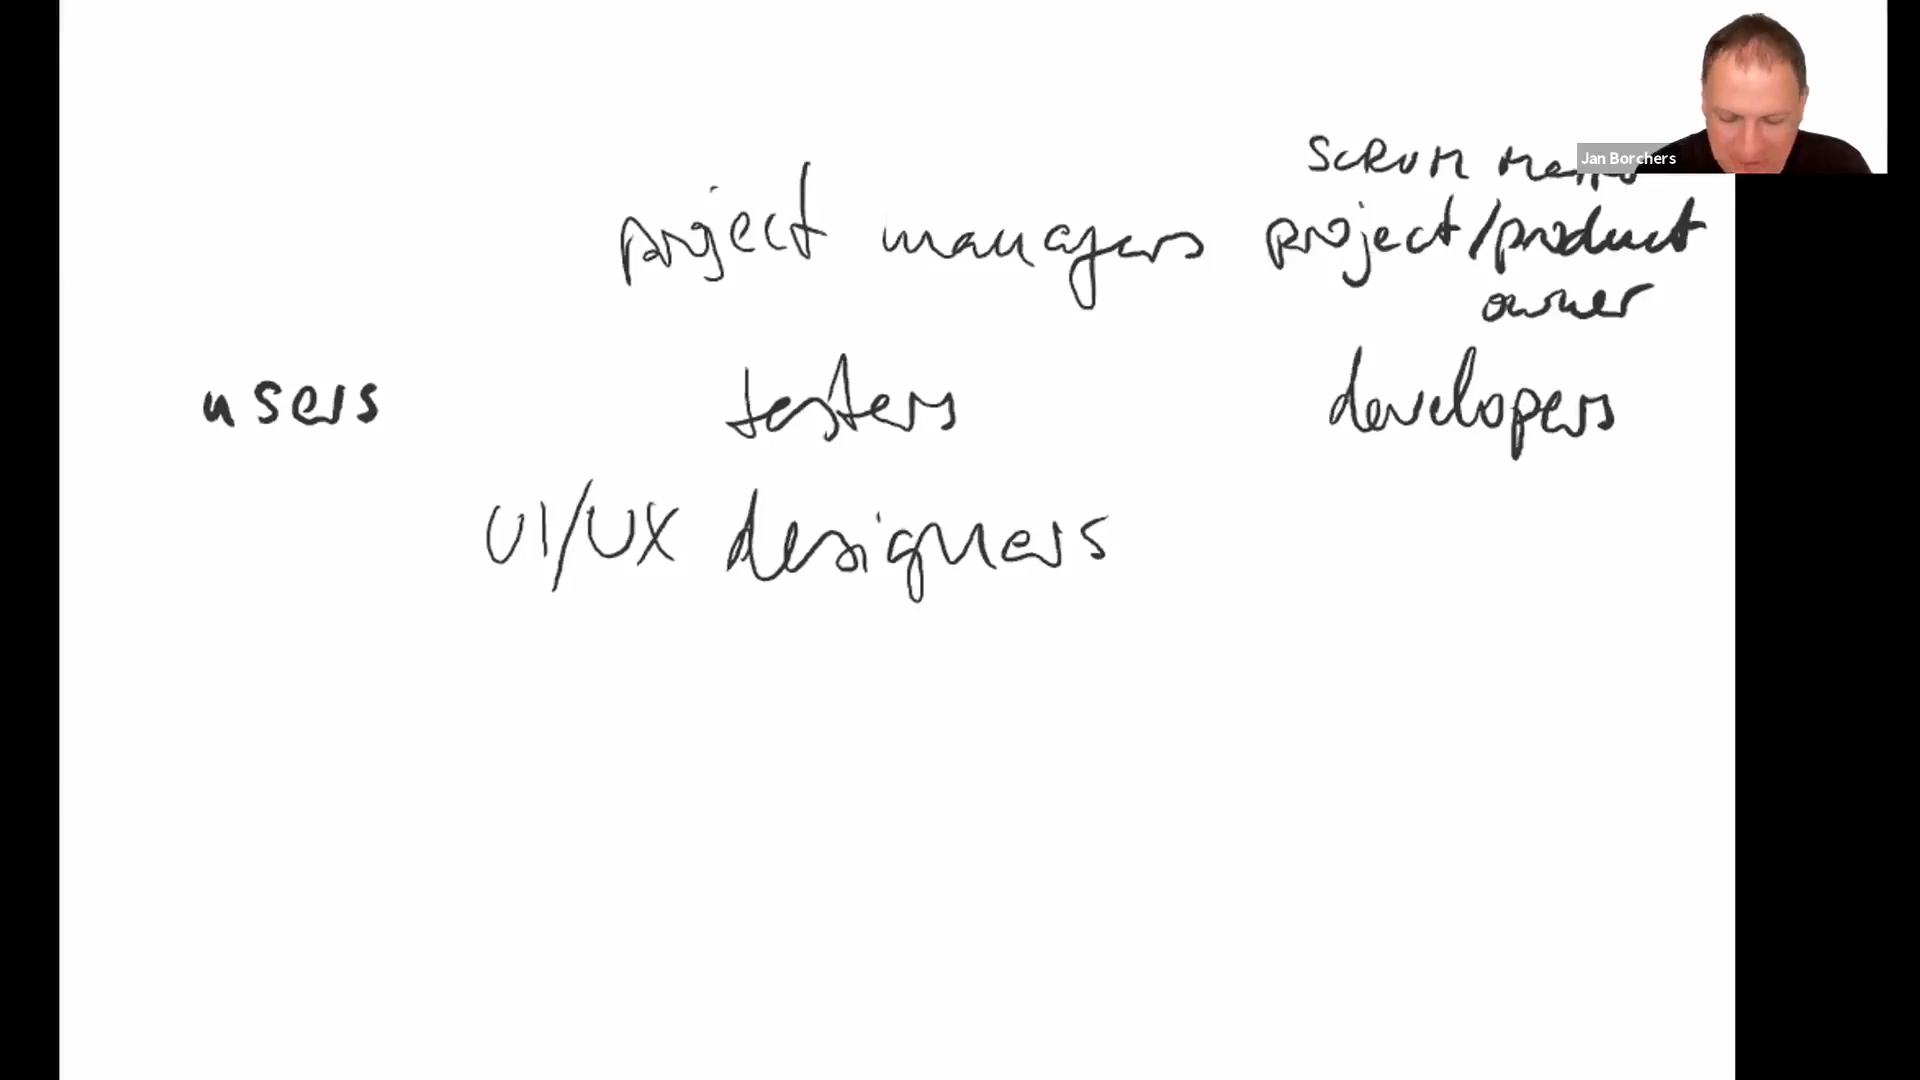 SCRUM
Jan Borchers
project managers project/product
owner
users testers developers
UI/UX designers